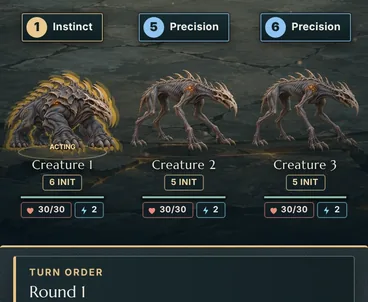 1 Instinct
5 Precision
6 Precision
ACTING
Creature 1
Creature 2
Creature 3
6 INIT
5 INIT
5 INIT
30/30 2
30/30 2
30/30 2
TURN ORDER
Round 1